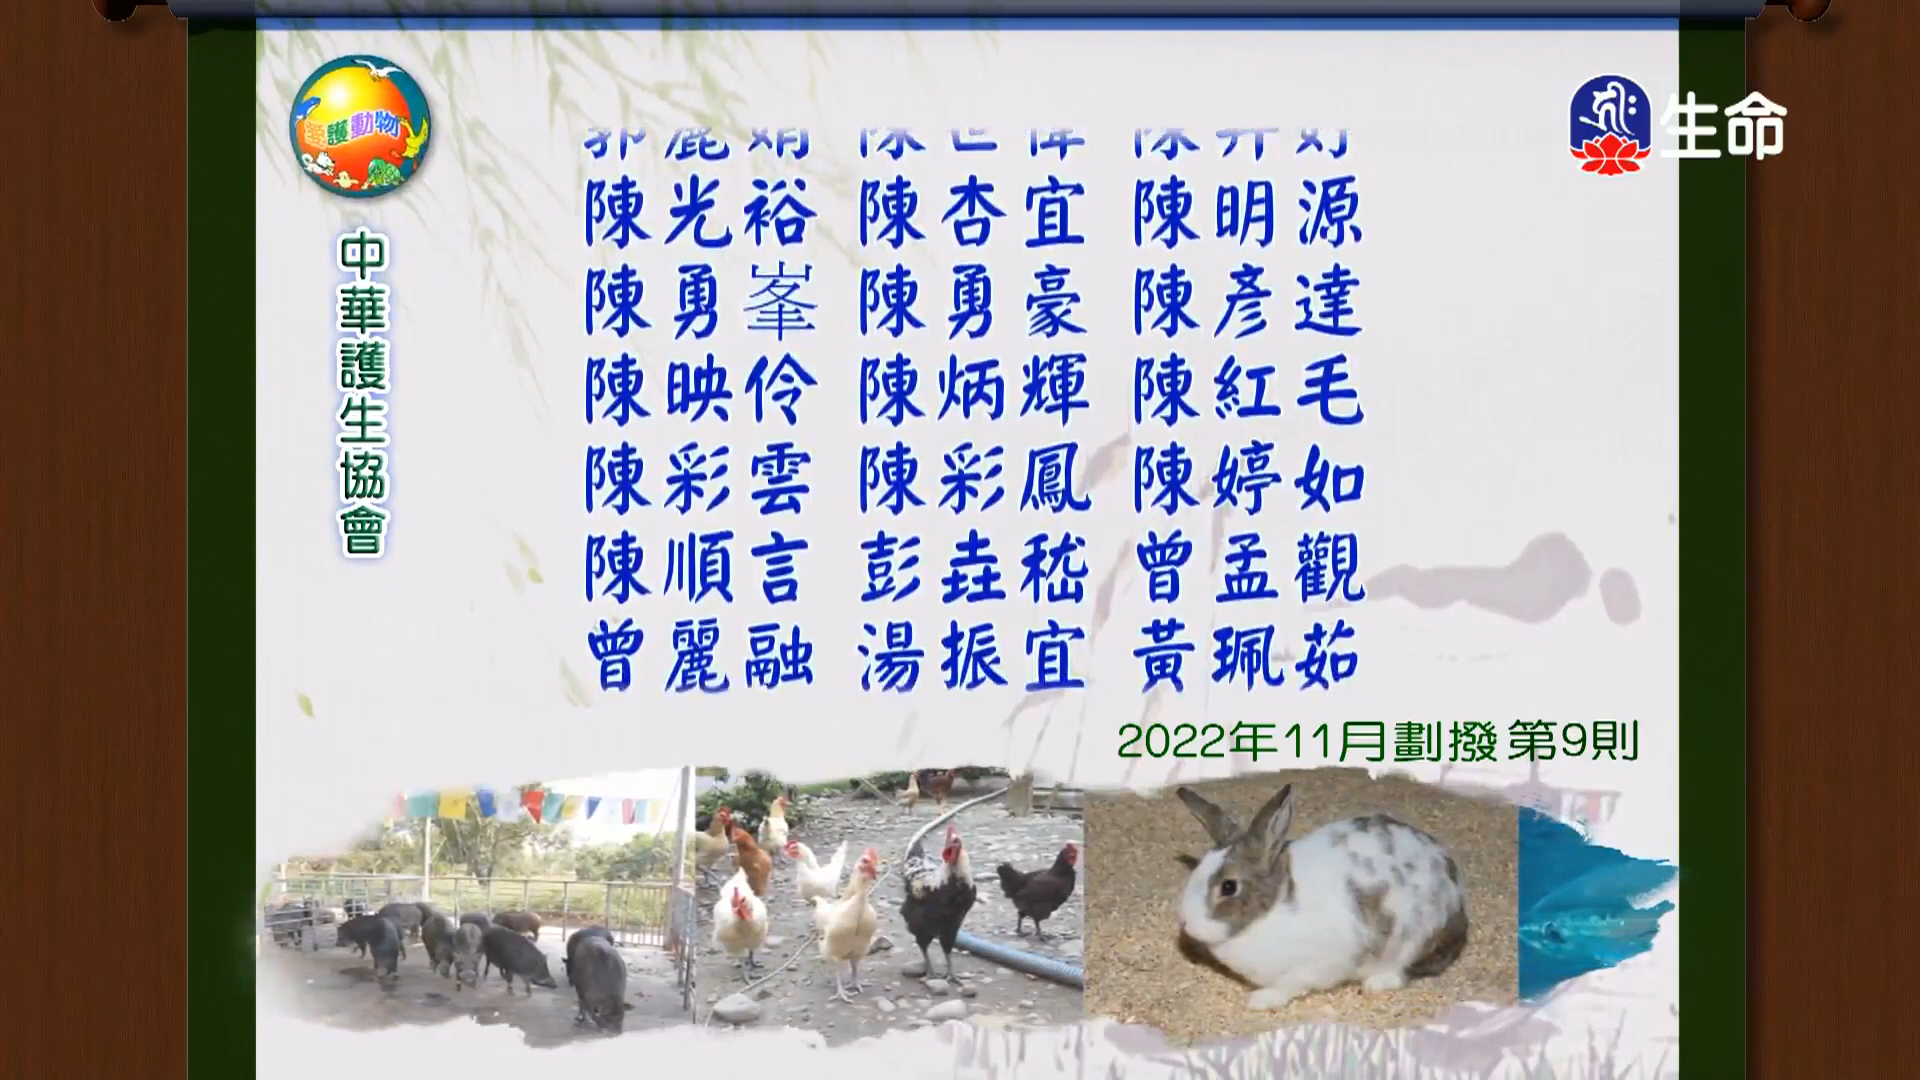 愛護動物
生命
中華護生協會
陳光裕 陳杏宜 陳明源
陳勇峯 陳勇豪 陳彥達
陳映伶 陳炳輝 陳紅毛
陳彩雲 陳彩鳳 陳婷如
陳順言 彭垚嵇 曾孟觀
曾麗融 湯振宜 黃珮茹
2022年11月劃撥 第9則